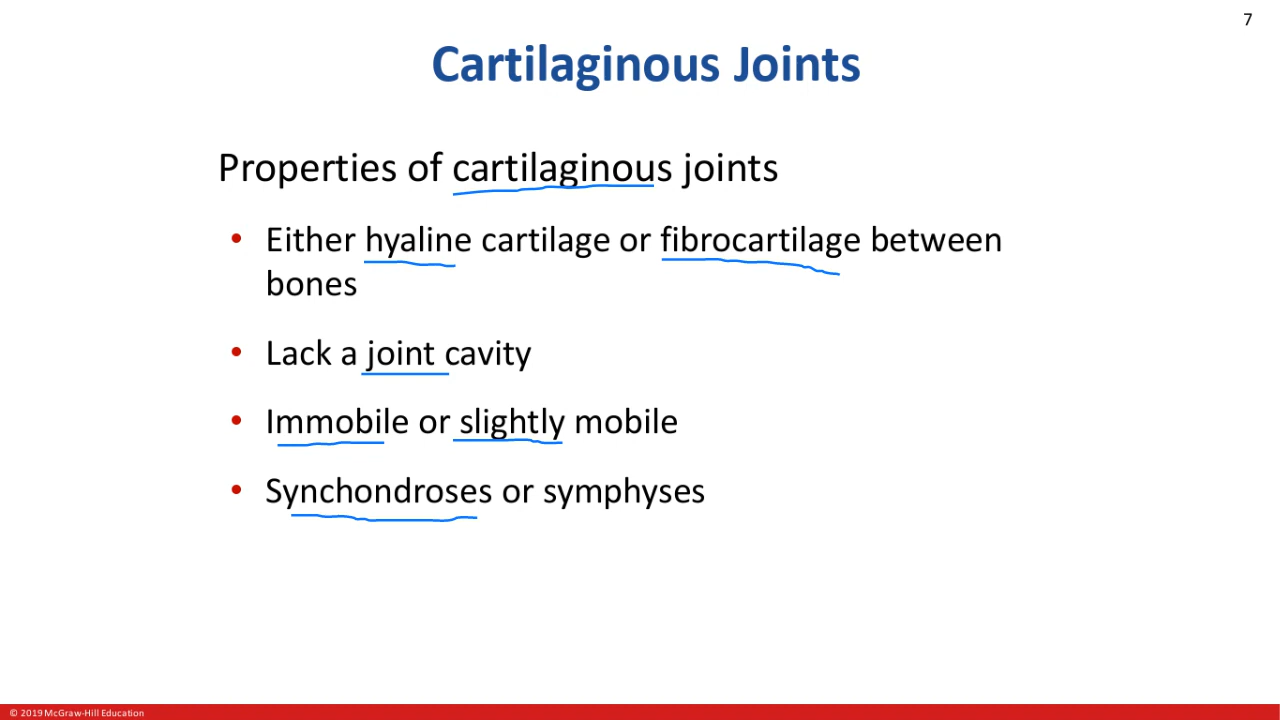 7
Cartilaginous Joints
Properties of cartilaginous joints
• Either hyaline cartilage or fibrocartilage between
bones
• Lack a joint cavity
• Immobile or slightly mobile
• Synchondroses or symphyses
© 2019 McGraw-Hill Education